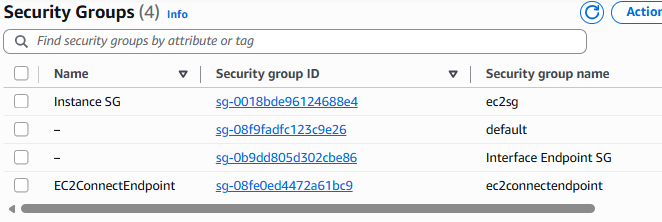 Security Groups (4) Info
Action
Find security groups by attribute or tag
Name Security group ID Security group name
Instance SG sg-0018bde96124688e4 ec2sg
– sg-08f9fadfc123c9e26 default
– sg-0b9dd805d302cbe86 Interface Endpoint SG
EC2ConnectEndpoint sg-08fe0ed4472a61bc9 ec2connectendpoint